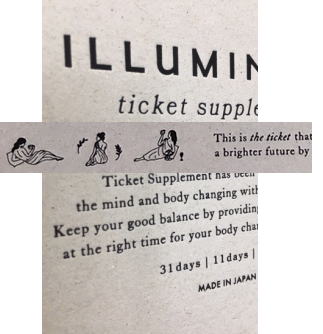 ILLUMIN
ticket supple
This is the ticket that
a brighter future by
Ticket Supplement has been
the mind and body changing with
Keep your good balance by providing
at the right time for your body
31days | 11days |
MADE IN JAPAN